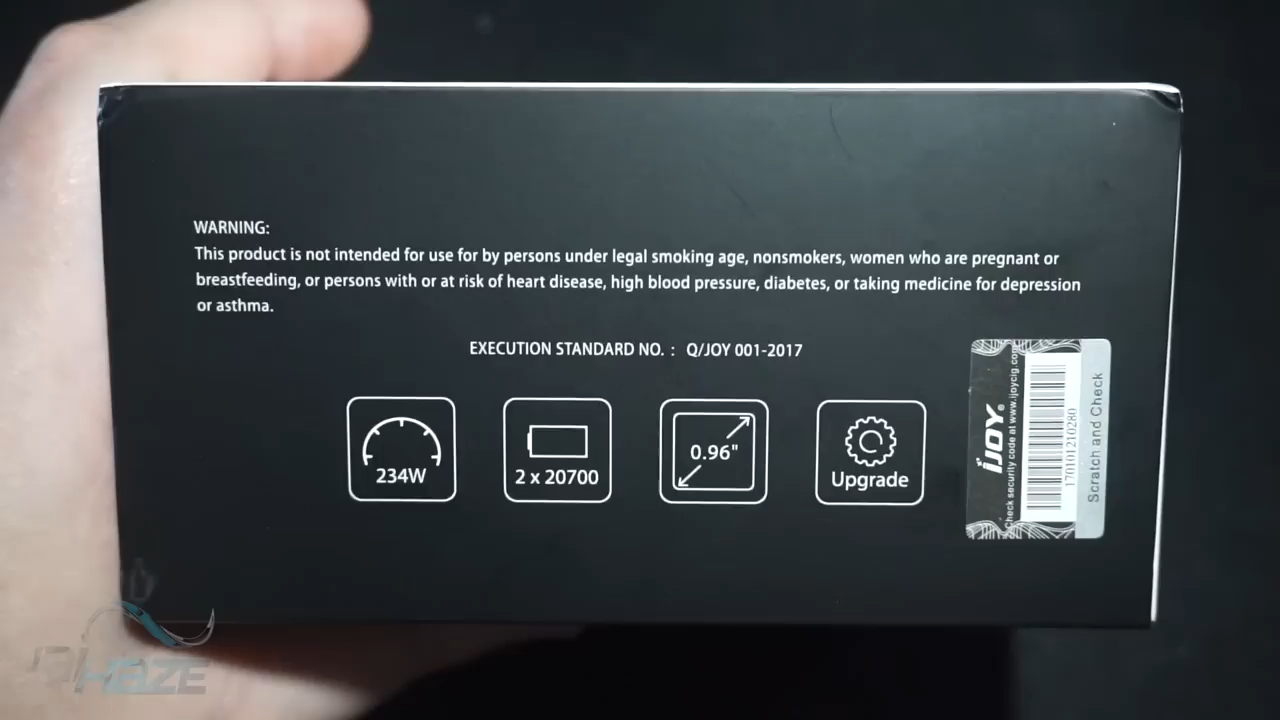 WARNING:
This product is not intended for use for by persons under legal smoking age, nonsmokers, women who are pregnant or
breastfeeding, or persons with or at risk of heart disease, high blood pressure, diabetes, or taking medicine for depression
or asthma.
EXECUTION STANDARD NO. : Q/JOY 001-2017
234W
2 x 20700
0.96"
Upgrade
iJOY®
Check security code at www.ijoycig.com
170101210280
Scratch and Check
HAZE